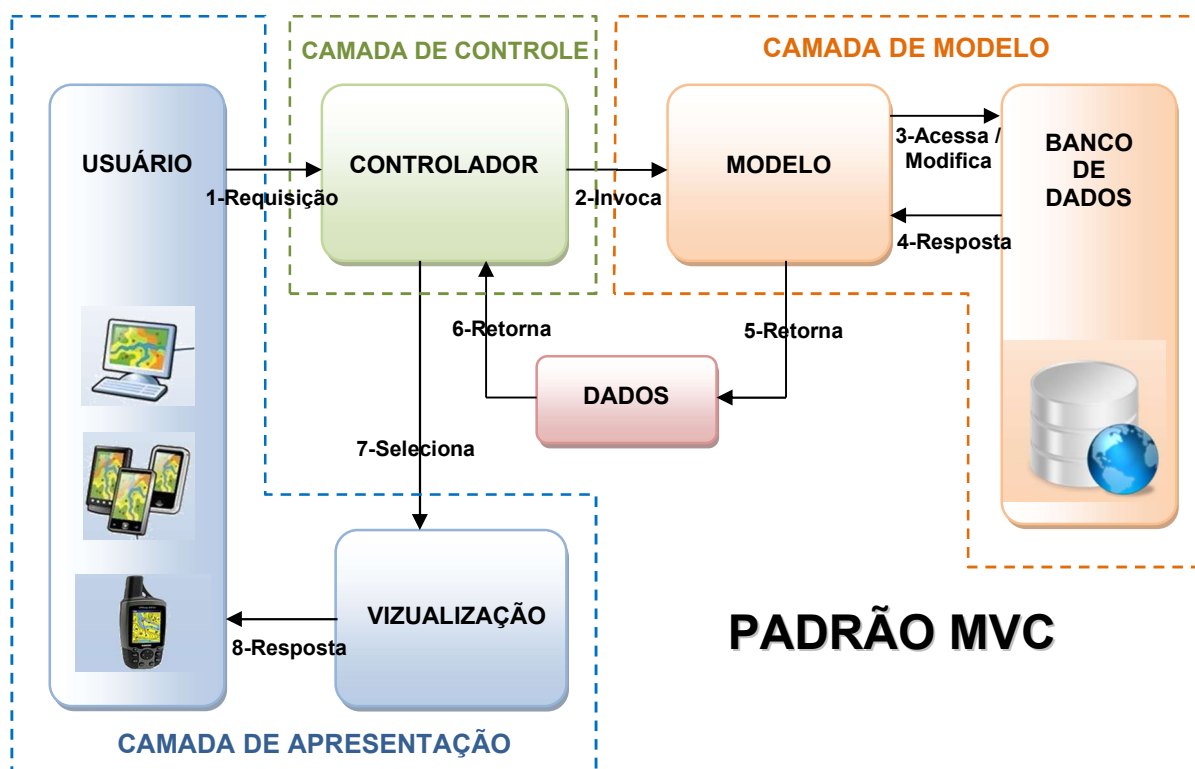 CAMADA DE CONTROLE
CAMADA DE MODELO
USUÁRIO
1-Requisição
CONTROLADOR
2-Invoca
MODELO
3-Acessa /
Modifica
4-Resposta
BANCO
DE
DADOS
5-Retorna
DADOS
6-Retorna
7-Seleciona
VIZUALIZAÇÃO
8-Resposta
PADRÃO MVC
CAMADA DE APRESENTAÇÃO